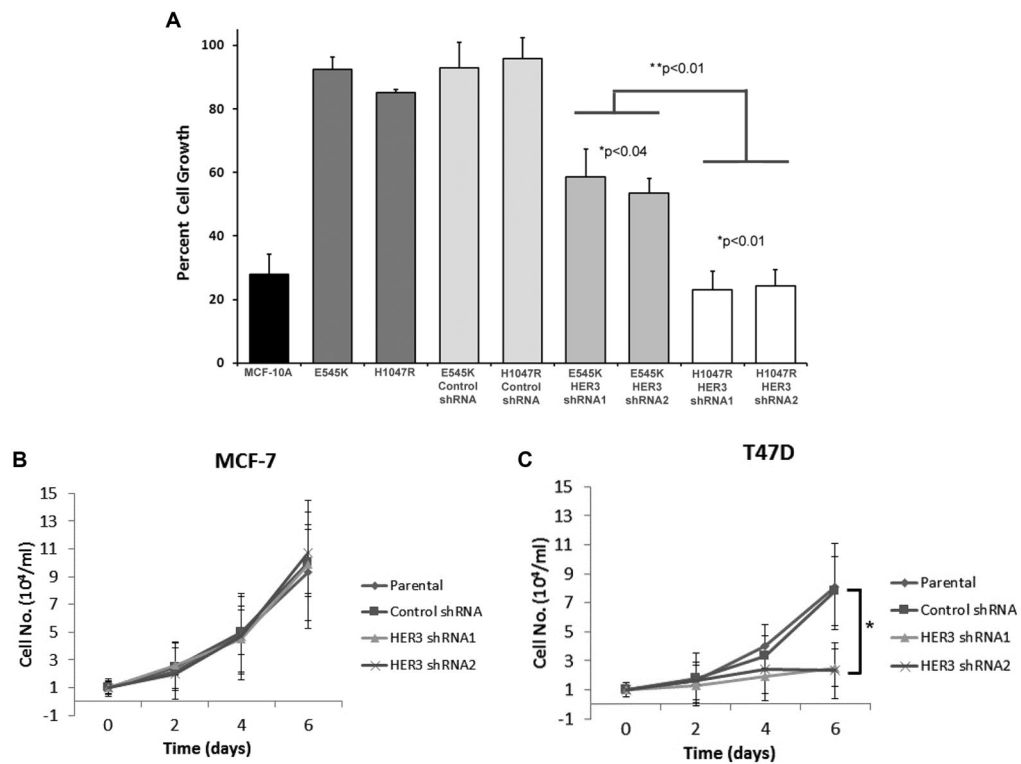 A
Percent Cell Growth
100
80
60
40
20
0
**p<0.01
*p<0.04
*p<0.01
MCF-10A
E545K
H1047R
E545K
Control
shRNA
H1047R
Control
shRNA
E545K
HER3
shRNA1
E545K
HER3
shRNA2
H1047R
HER3
shRNA1
H1047R
HER3
shRNA2
B
MCF-7
Cell No. (10⁴/ml)
15
13
11
9
7
5
3
1
-1
0
2
4
6
Time (days)
Parental
Control shRNA
HER3 shRNA1
HER3 shRNA2
C
T47D
Cell No. (10⁴/ml)
15
13
11
9
7
5
3
1
-1
0
2
4
6
Time (days)
Parental
Control shRNA
HER3 shRNA1
HER3 shRNA2
*